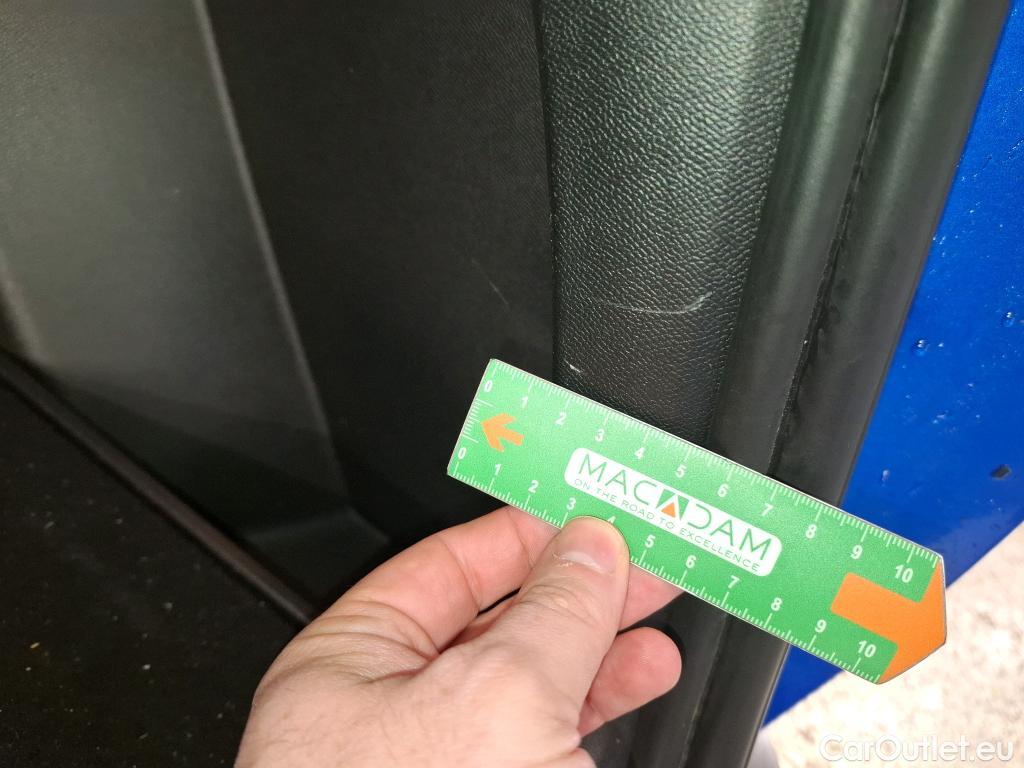 0 1 2 3 4 5 6 7 8 9 10
MACADAM
ON THE ROAD TO EXCELLENCE
0 1 2 3 4 5 6 7 8 9 10
CarOutlet.eu